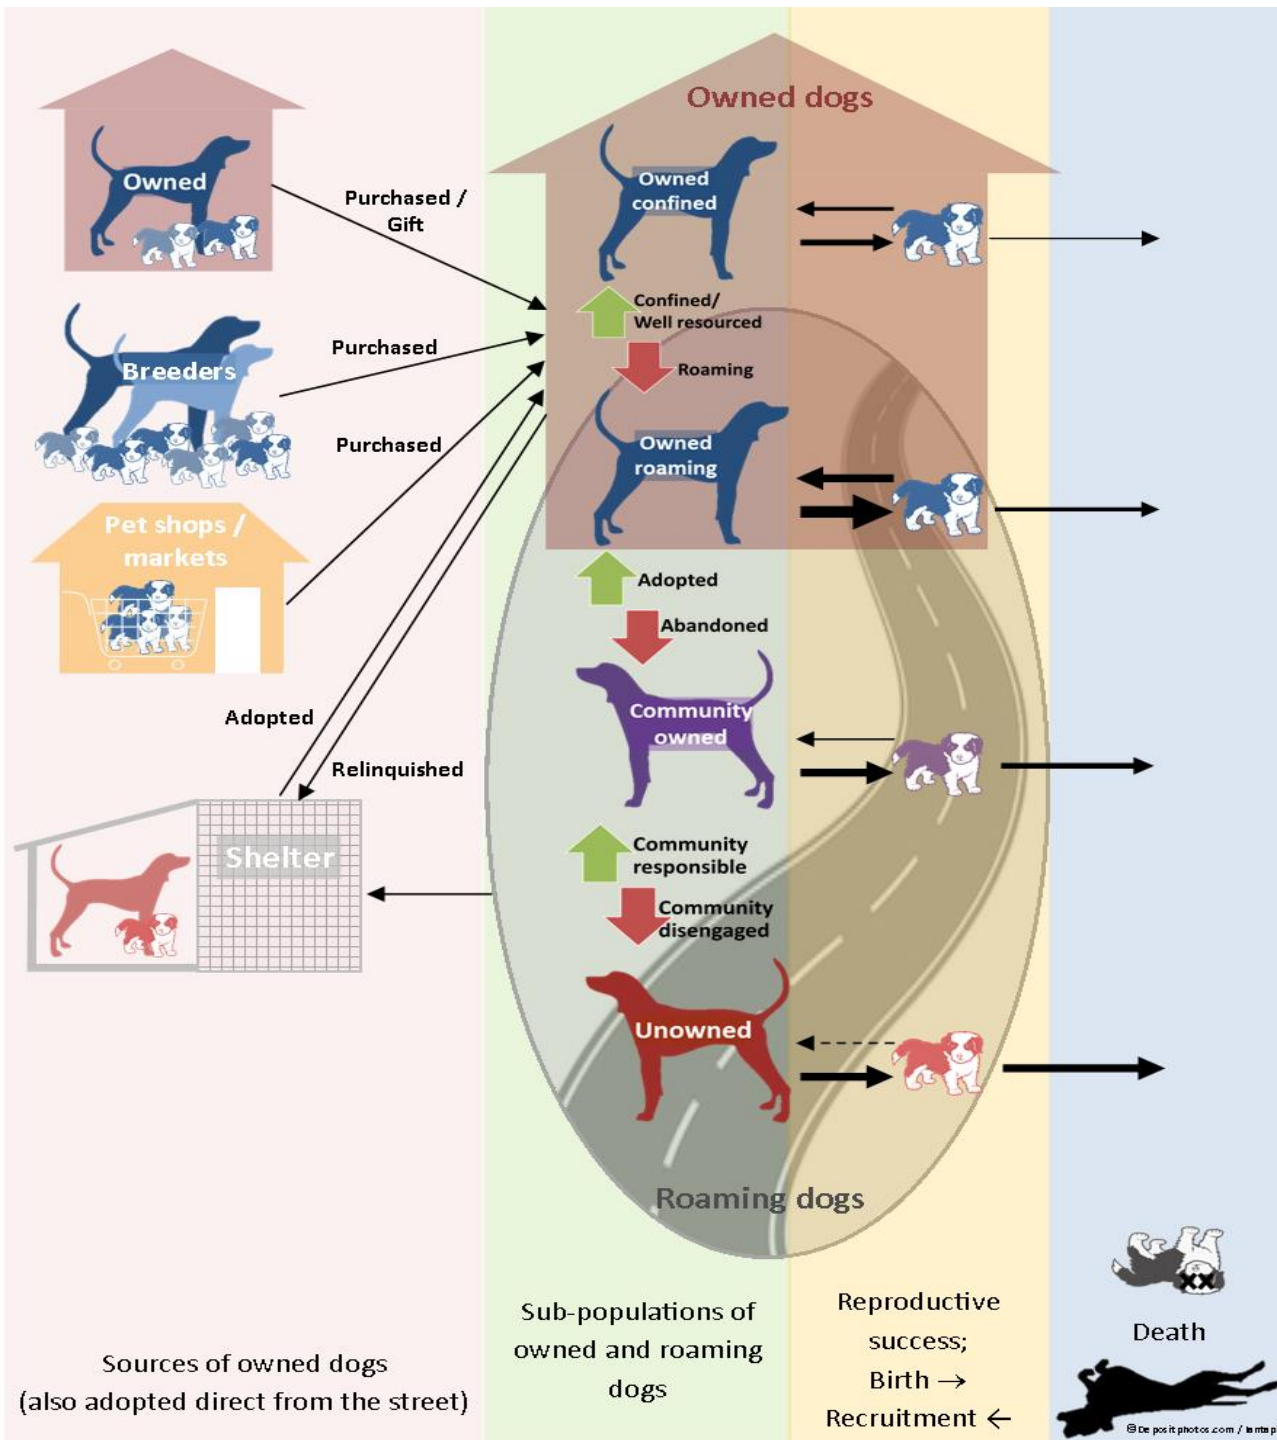 Owned dogs
Owned
Purchased /
Gift
Owned
confined
Confined/
Well resourced
Breeders
Purchased
Roaming
Purchased
Owned
roaming
Pet shops /
markets
Adopted
Abandoned
Community
owned
Adopted
Relinquished
Shelter
Community
responsible
Community
disengaged
Unowned
Roaming dogs
Sources of owned dogs
(also adopted direct from the street)
Sub-populations of
owned and roaming
dogs
Reproductive
success;
Birth →
Recruitment ←
Death
©Depositphotos.com /